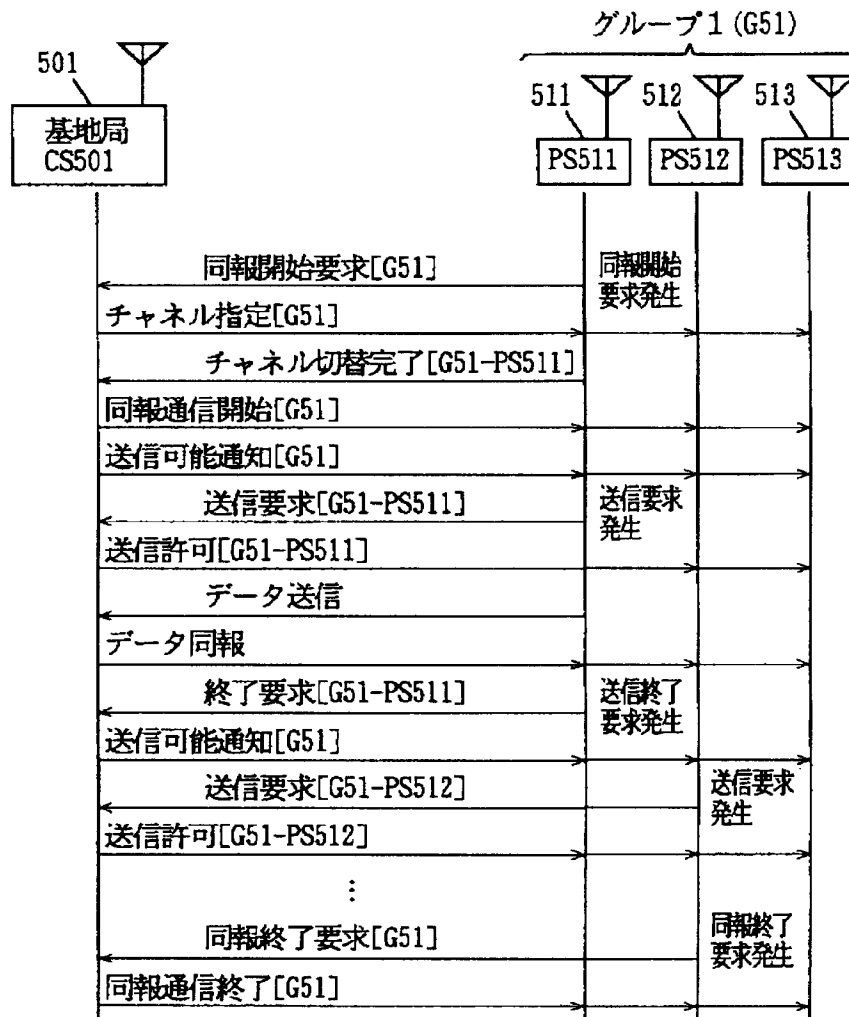 グループ1(G51)
501
511
512
513
基地局
CS501
PS511
PS512
PS513
同報開始要求[G51]
同報開始
要求発生
チャネル指定[G51]
チャネル切替完了[G51-PS511]
同報通信開始[G51]
送信可能通知[G51]
送信要求[G51-PS511]
送信要求
発生
送信許可[G51-PS511]
データ送信
データ同報
終了要求[G51-PS511]
送信終了
要求発生
送信可能通知[G51]
送信要求[G51-PS512]
送信要求
発生
送信許可[G51-PS512]
⋮
同報終了要求[G51]
同報終了
要求発生
同報通信終了[G51]